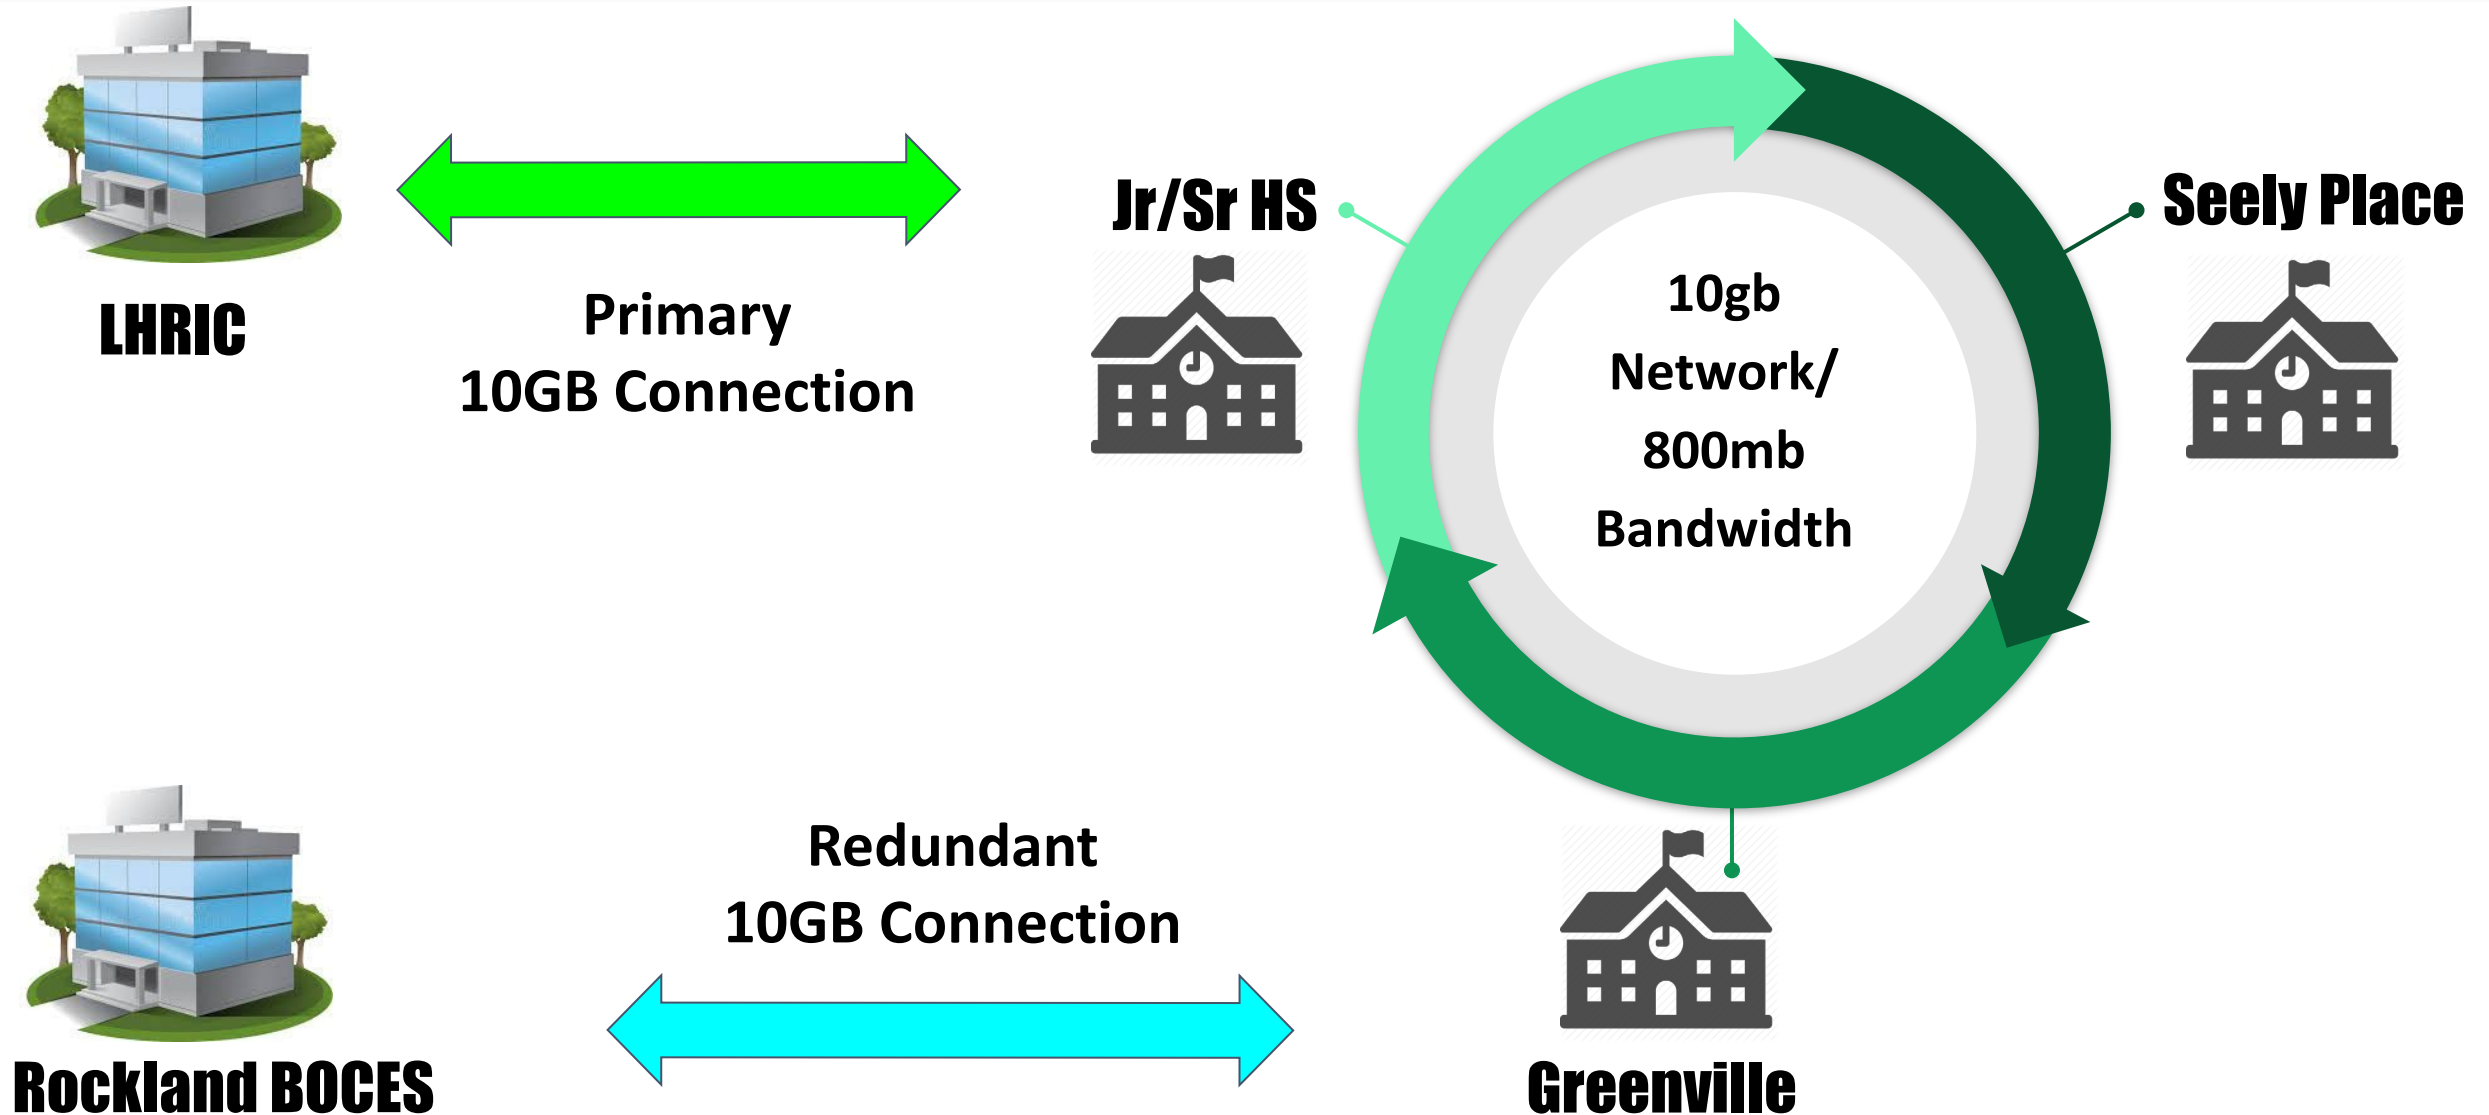 LHRIC
Primary
10GB Connection
Jr/Sr HS
10gb
Network/
800mb
Bandwidth
Seely Place
Rockland BOCES
Redundant
10GB Connection
Greenville